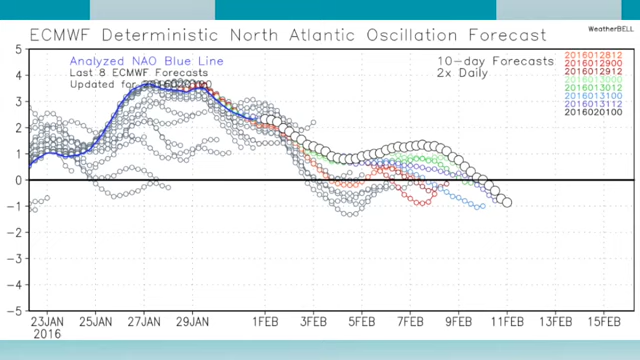 WeatherBELL
ECMWF Deterministic North Atlantic Oscillation Forecast
Analyzed NAO Blue Line
Last 8 ECMWF Forecasts
Updated for
10-day Forecasts
2x Daily
2016012812
2016012900
2016012912
2016013000
2016013012
2016013100
2016013112
2016020100
5
4
3
2
1
0
-1
-2
-3
-4
-5
23JAN 25JAN 27JAN 29JAN 1FEB 3FEB 5FEB 7FEB 9FEB 11FEB 13FEB 15FEB
2016